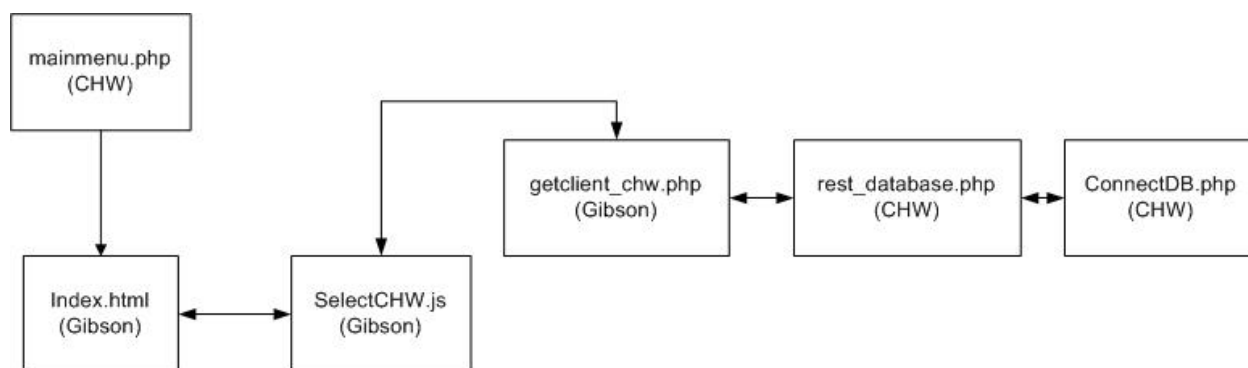 mainmenu.php
(CHW)
getclient_chw.php
(Gibson)
rest_database.php
(CHW)
ConnectDB.php
(CHW)
Index.html
(Gibson)
SelectCHW.js
(Gibson)